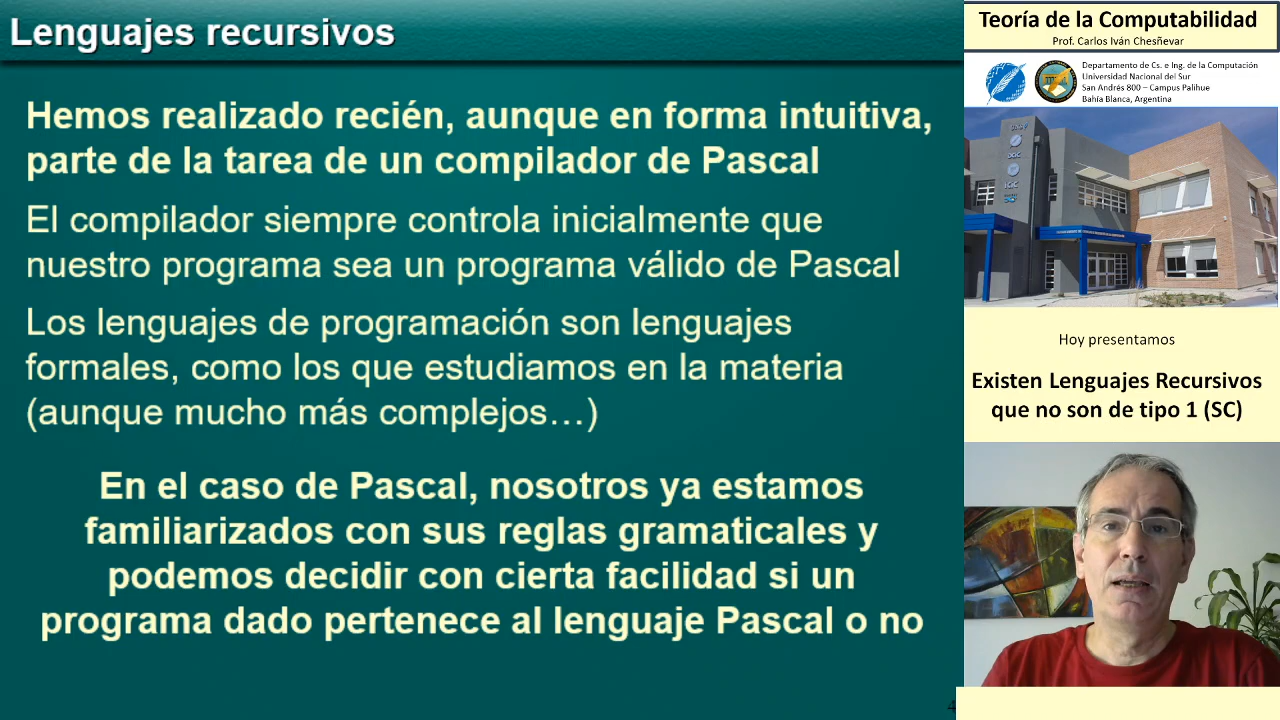 Lenguajes recursivos
Hemos realizado recién, aunque en forma intuitiva,
parte de la tarea de un compilador de Pascal
El compilador siempre controla inicialmente que
nuestro programa sea un programa válido de Pascal
Los lenguajes de programación son lenguajes
formales, como los que estudiamos en la materia
(aunque mucho más complejos…)
En el caso de Pascal, nosotros ya estamos
familiarizados con sus reglas gramaticales y
podemos decidir con cierta facilidad si un
programa dado pertenece al lenguaje Pascal o no
Teoría de la Computabilidad
Prof. Carlos Iván Chesñevar
Departamento de Cs. e Ing. de la Computación
Universidad Nacional del Sur
San Andrés 800 – Campus Palihue
Bahía Blanca, Argentina
Hoy presentamos
Existen Lenguajes Recursivos
que no son de tipo 1 (SC)